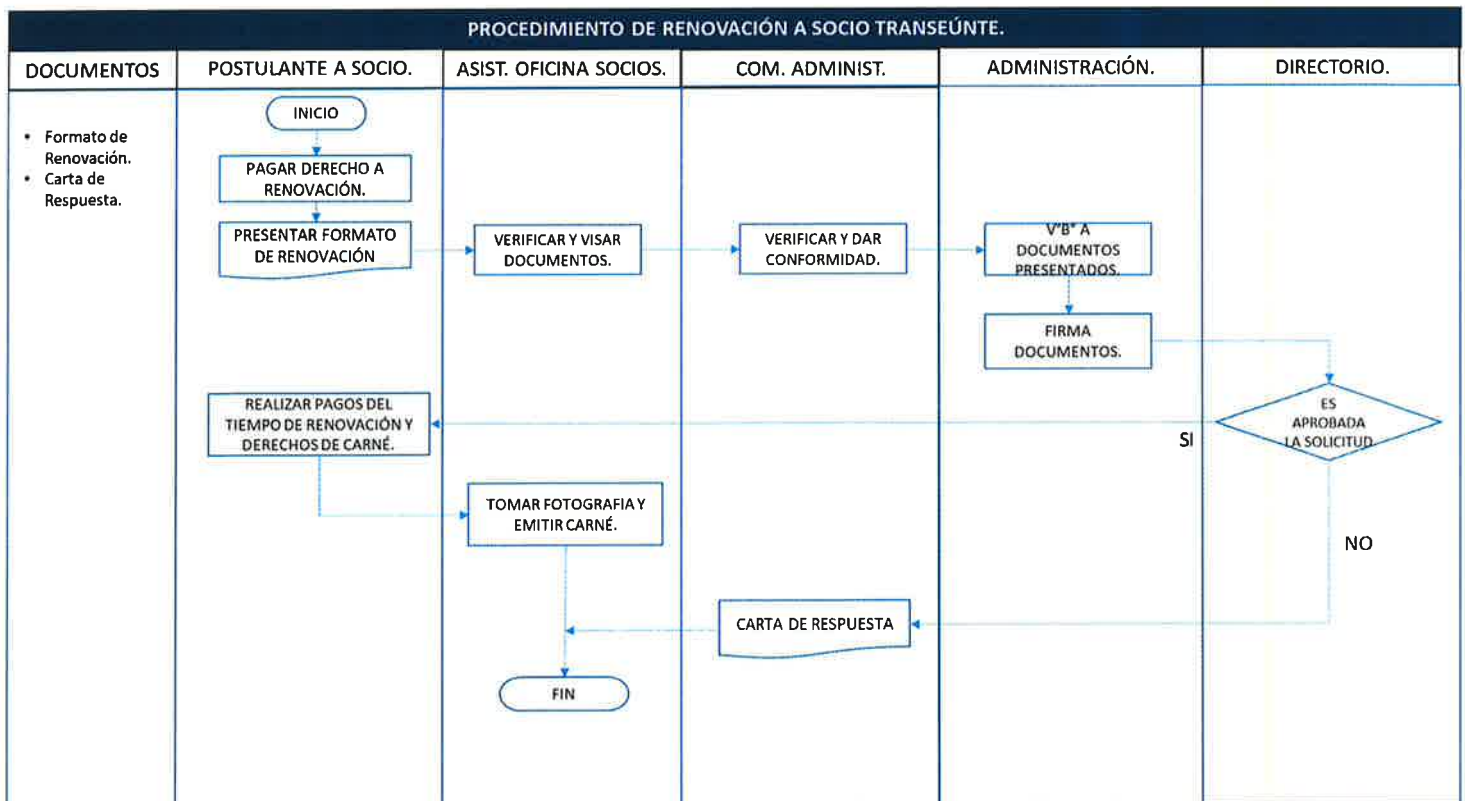 PROCEDIMIENTO DE RENOVACIÓN A SOCIO TRANSEÚNTE.
DOCUMENTOS
POSTULANTE A SOCIO.
ASIST. OFICINA SOCIOS.
COM. ADMINIST.
ADMINISTRACIÓN.
DIRECTORIO.
• Formato de
Renovación.
• Carta de
Respuesta.
INICIO
PAGAR DERECHO A
RENOVACIÓN.
PRESENTAR FORMATO
DE RENOVACIÓN
VERIFICAR Y VISAR
DOCUMENTOS.
VERIFICAR Y DAR
CONFORMIDAD.
V°B° A
DOCUMENTOS
PRESENTADOS.
FIRMA
DOCUMENTOS.
ES
APROBADA
LA SOLICITUD
SI
NO
REALIZAR PAGOS DEL
TIEMPO DE RENOVACIÓN Y
DERECHOS DE CARNÉ.
TOMAR FOTOGRAFIA Y
EMITIR CARNÉ.
CARTA DE RESPUESTA
FIN